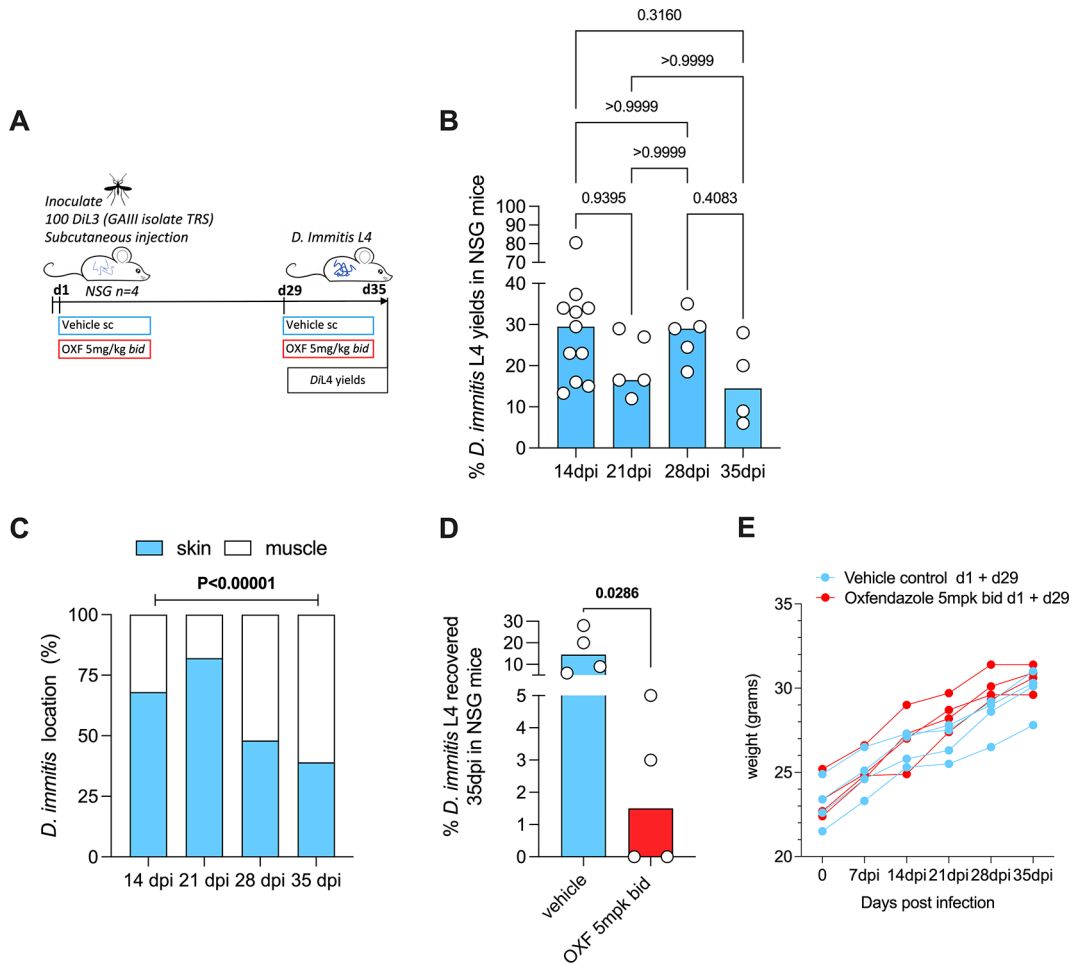 A
Inoculate
100 DiL3 (GAIII isolate TRS)
Subcutaneous injection
D. Immitis L4
d1
NSG n=4
d29
d35
Vehicle sc
Vehicle sc
OXF 5mg/kg bid
OXF 5mg/kg bid
DiL4 yields
B
0.3160
>0.9999
>0.9999
>0.9999
0.9395
0.4083
% D. immitis L4 yields in NSG mice
100
90
80
70
40
30
20
10
0
14dpi
21dpi
28dpi
35dpi
C
skin
muscle
P<0.00001
D. immitis location (%)
100
75
50
25
0
14 dpi
21 dpi
28 dpi
35 dpi
D
0.0286
% D. immitis L4 recovered
35dpi in NSG mice
30
20
10
5
4
3
2
1
0
vehicle
OXF 5mpk bid
E
Vehicle control d1 + d29
Oxfendazole 5mpk bid d1 + d29
weight (grams)
35
30
25
20
0
7dpi
14dpi
21dpi
28dpi
35dpi
Days post infection